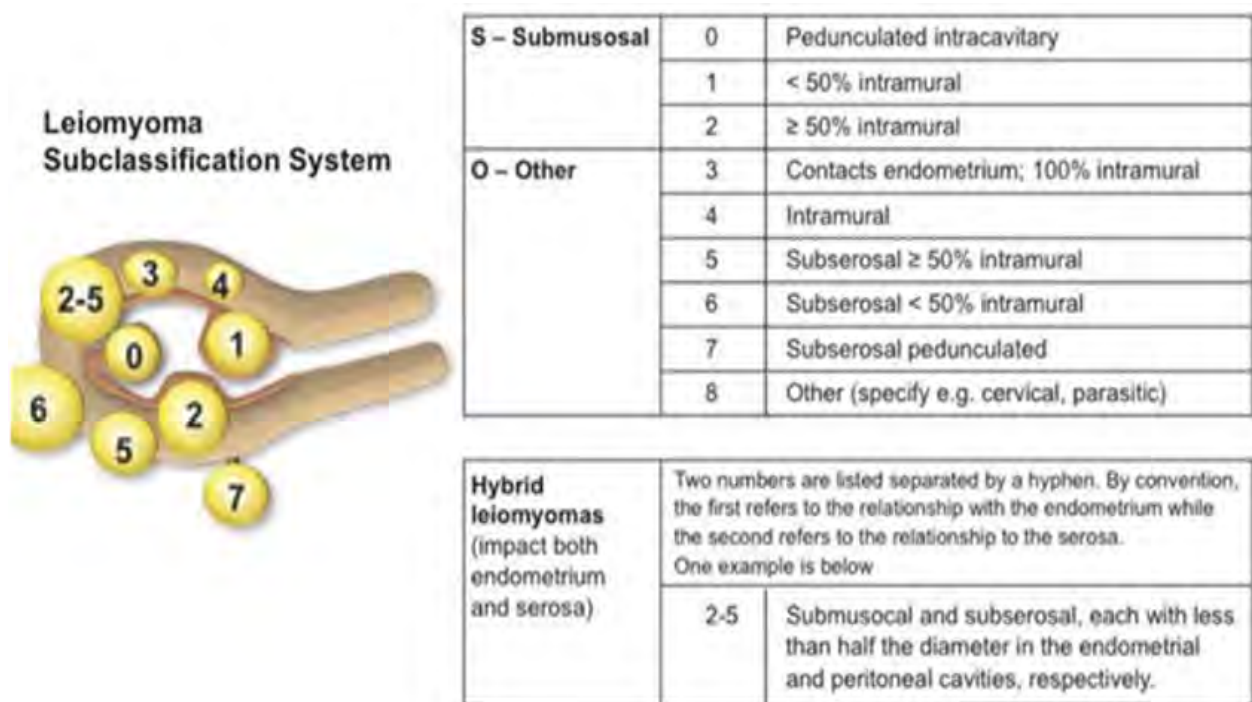 Leiomyoma
Subclassification System
3
4
2-5
0
1
6
5
2
7
S – Submusosal 0 Pedunculated intracavitary
1 < 50% intramural
2 ≥ 50% intramural
O – Other 3 Contacts endometrium; 100% intramural
4 Intramural
5 Subserosal ≥ 50% intramural
6 Subserosal < 50% intramural
7 Subserosal pedunculated
8 Other (specify e.g. cervical, parasitic)
Hybrid
leiomyomas
(impact both
endometrium
and serosa)
Two numbers are listed separated by a hyphen. By convention,
the first refers to the relationship with the endometrium while
the second refers to the relationship to the serosa.
One example is below
2-5 Submusocal and subserosal, each with less
than half the diameter in the endometrial
and peritoneal cavities, respectively.